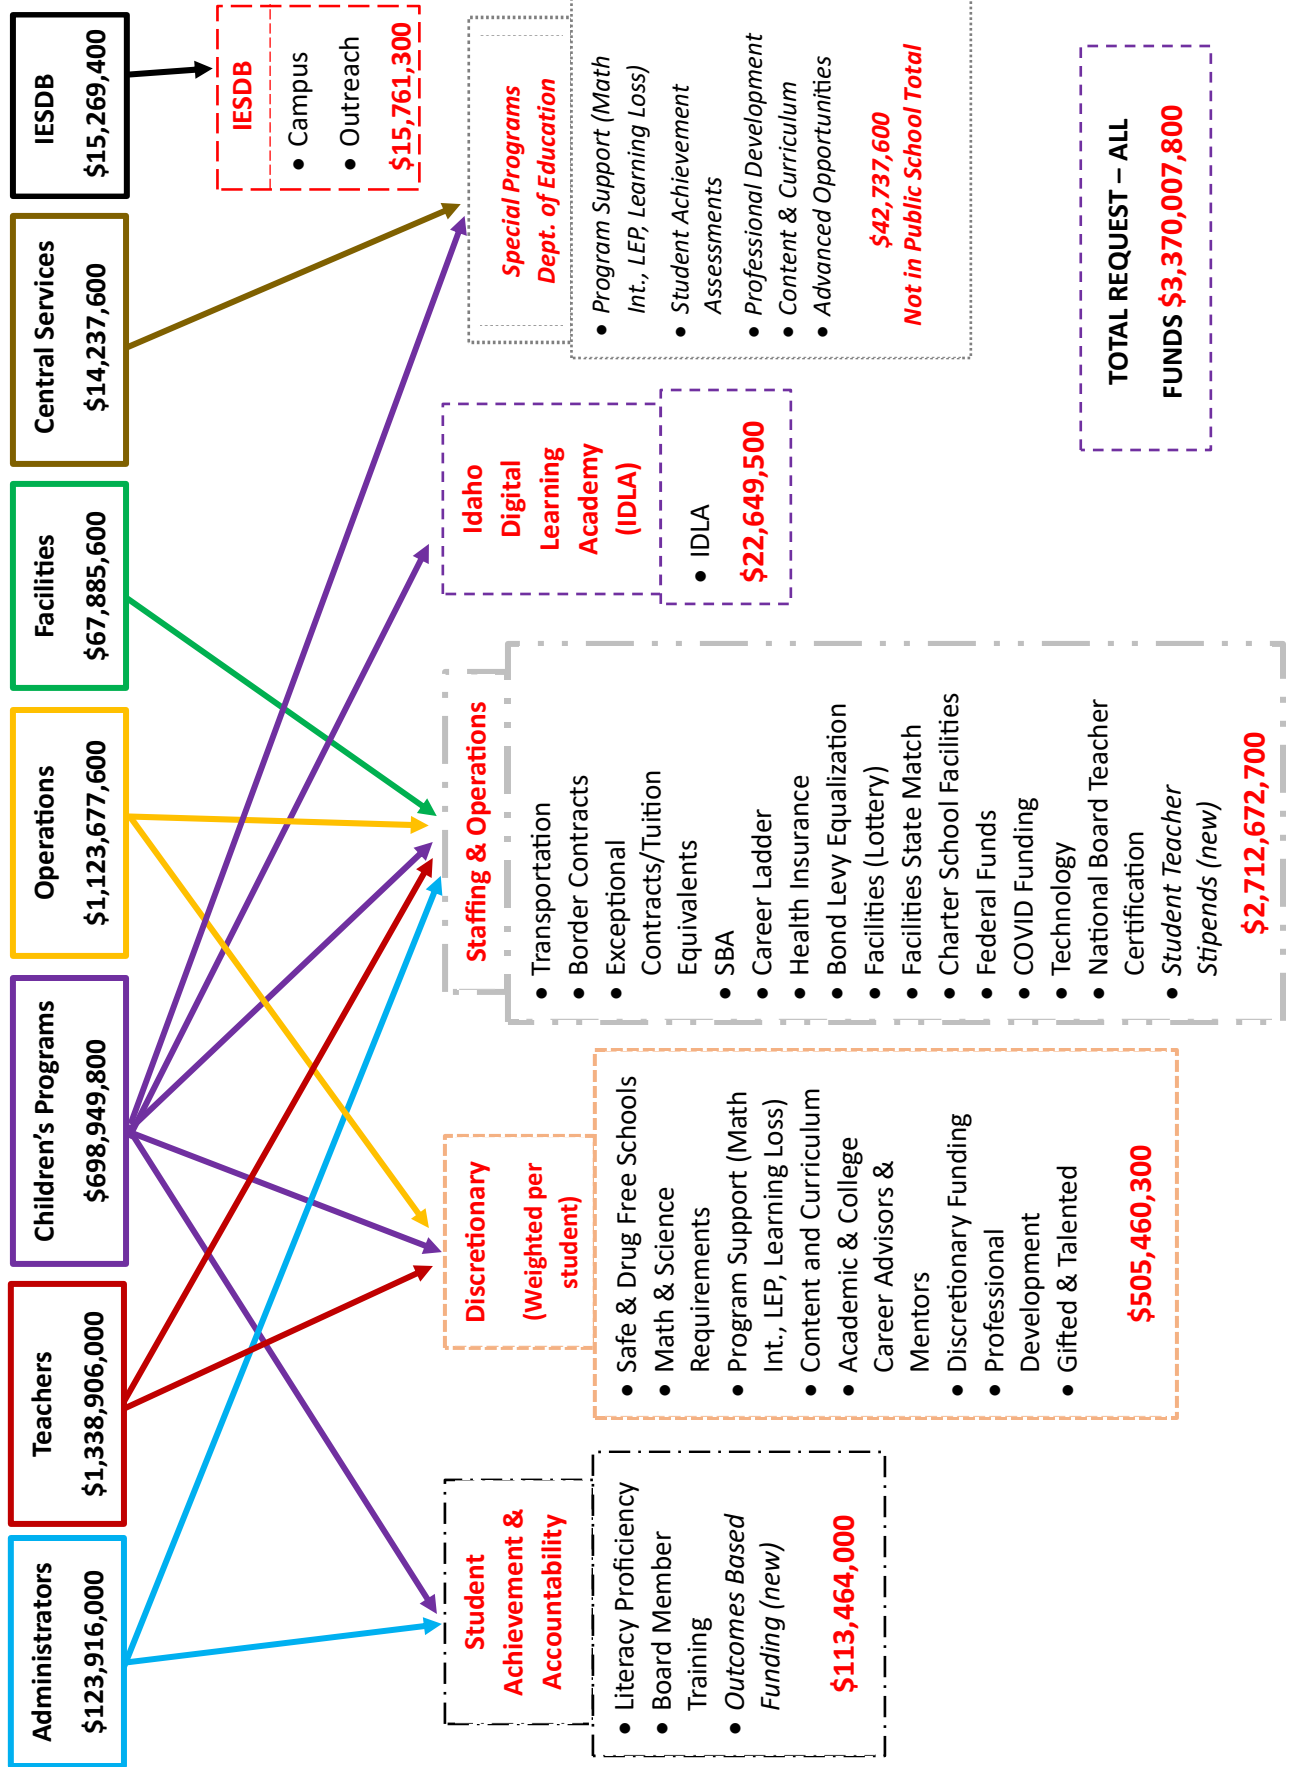 Administrators
$123,916,000
Teachers
$1,338,906,000
Children's Programs
$698,949,800
Operations
$1,123,677,600
Facilities
$67,885,600
Central Services
$14,237,600
IESDB
$15,269,400
IESDB
• Campus
• Outreach
$15,761,300
Student
Achievement &
Accountability
• Literacy Proficiency
• Board Member
Training
• Outcomes Based
Funding (new)
$113,464,000
Discretionary
(Weighted per
student)
• Safe & Drug Free Schools
• Math & Science
Requirements
• Program Support (Math
Int., LEP, Learning Loss)
• Content and Curriculum
• Academic & College
Career Advisors &
Mentors
• Discretionary Funding
• Professional
Development
• Gifted & Talented
$505,460,300
Staffing & Operations
• Transportation
• Border Contracts
• Exceptional
Contracts/Tuition
Equivalents
• SBA
• Career Ladder
• Health Insurance
• Bond Levy Equalization
• Facilities (Lottery)
• Facilities State Match
• Charter School Facilities
• Federal Funds
• COVID Funding
• Technology
• National Board Teacher
Certification
• Student Teacher
Stipends (new)
$2,712,672,700
Idaho
Digital
Learning
Academy
(IDLA)
• IDLA
$22,649,500
Special Programs
Dept. of Education
• Program Support (Math
Int., LEP, Learning Loss)
• Student Achievement
Assessments
• Professional Development
• Content & Curriculum
• Advanced Opportunities
$42,737,600
Not in Public School Total
TOTAL REQUEST – ALL
FUNDS $3,370,007,800